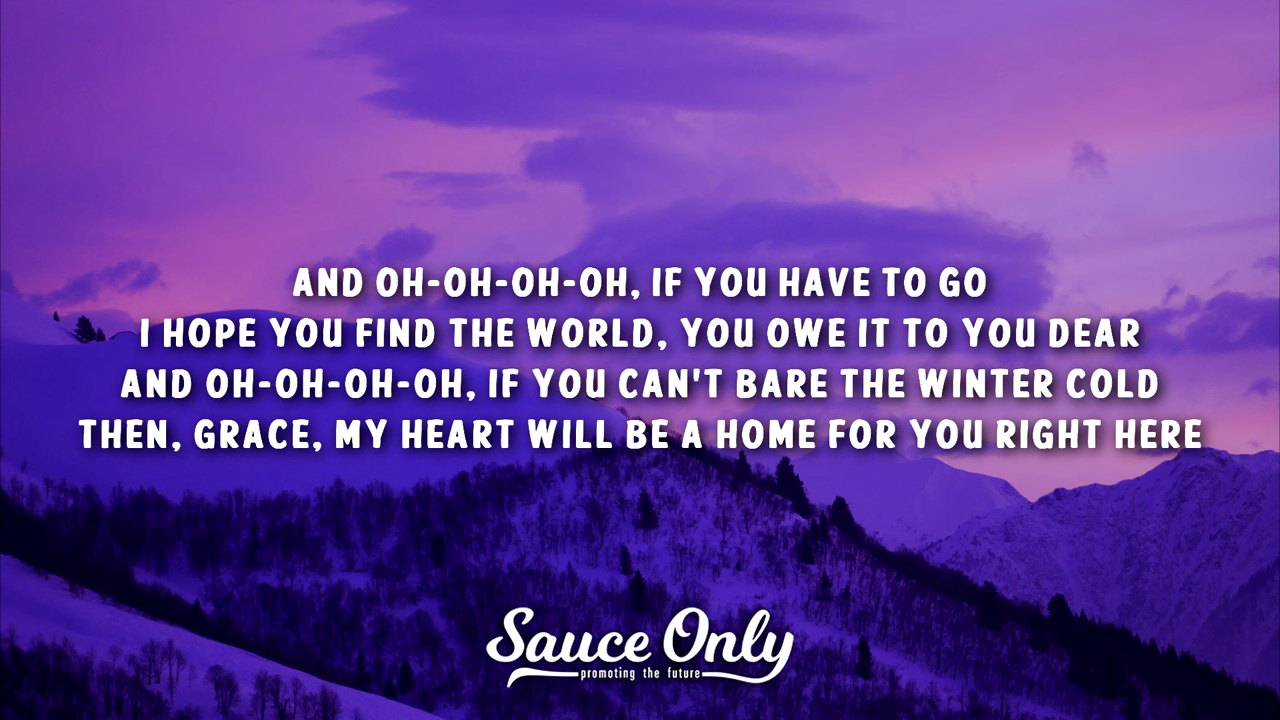 AND OH-OH-OH-OH, IF YOU HAVE TO GO
I HOPE YOU FIND THE WORLD, YOU OWE IT TO YOU DEAR
AND OH-OH-OH-OH, IF YOU CAN'T BARE THE WINTER COLD
THEN, GRACE, MY HEART WILL BE A HOME FOR YOU RIGHT HERE
Sauce Only
promoting the future